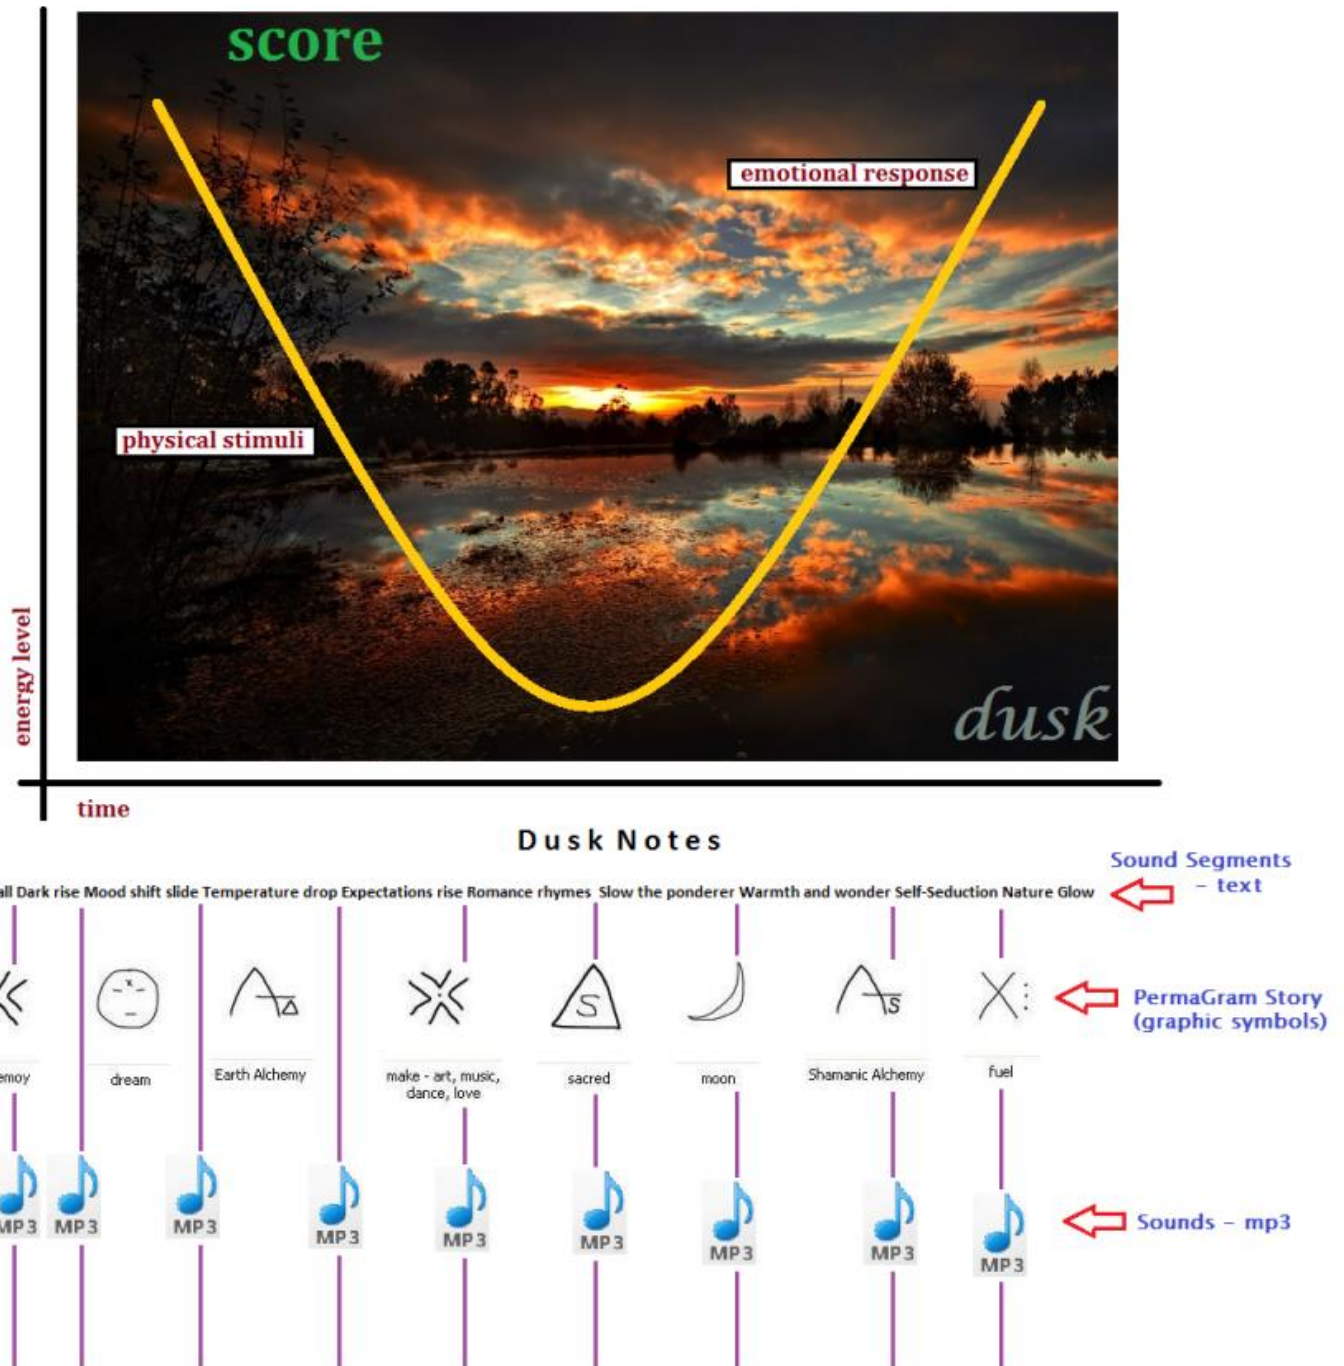 score
emotional response
physical stimuli
energy level
dusk
time
Dusk Notes
all Dark rise Mood shift slide Temperature drop Expectations rise Romance rhymes Slow the ponderer Warmth and wonder Self-Seduction Nature Glow
Sound Segments
- text
S
S
PermaGram Story
(graphic symbols)
emoy
dream
Earth Alchemy
make - art, music,
dance, love
sacred
moon
Shamanic Alchemy
fuel
MP3
MP3
MP3
MP3
MP3
MP3
MP3
MP3
MP3
Sounds - mp3